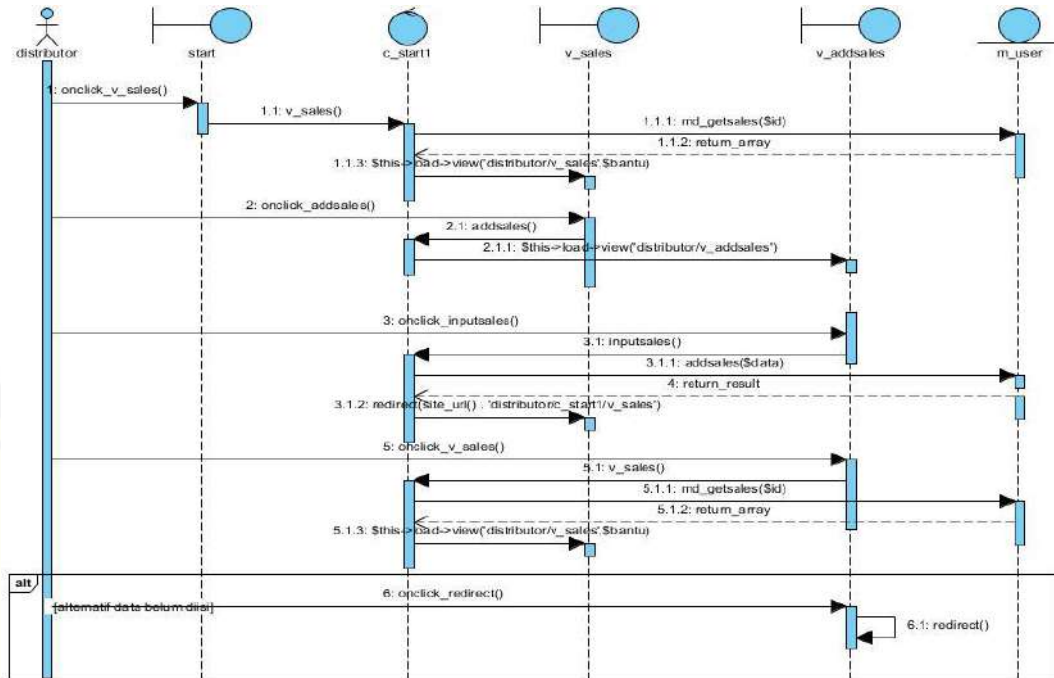 distributor
start
c_start1
v_sales
v_addsales
m_user
1: onclick_v_sales()
1.1: v_sales()
1.1.1: md_getsales($id)
1.1.2: return_array
1.1.3: $this->load->view('distributor/v_sales',$bantu)
2: onclick_addsales()
2.1: addsales()
2.1.1: $this->load->view('distributor/v_addsales')
3: onclick_inputsales()
3.1: inputsales()
3.1.1: addsales($data)
4: return_result
3.1.2: redirect(site_url() . 'distributor/c_start1/v_sales')
5: onclick_v_sales()
5.1: v_sales()
5.1.1: md_getsales($id)
5.1.2: return_array
5.1.3: $this->load->view('distributor/v_sales',$bantu)
alt
6: onclick_redirect()
[alternatif data belum diisi]
6.1: redirect()